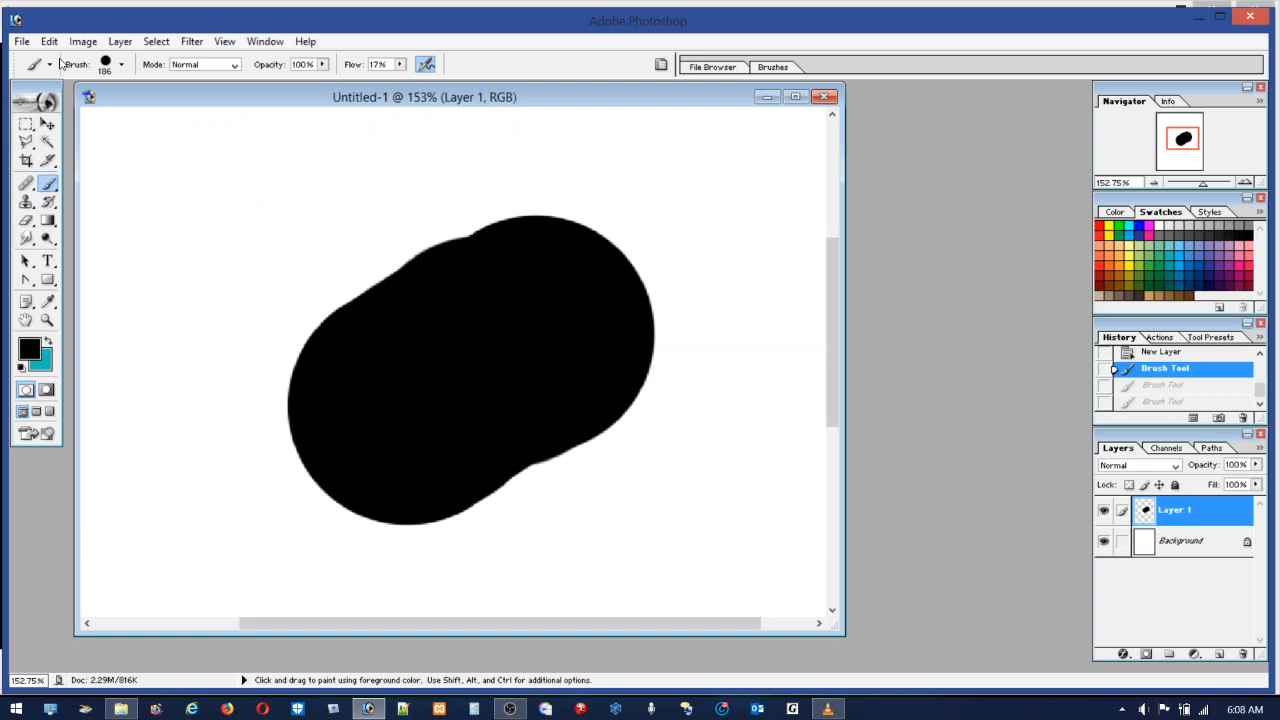 Adobe Photoshop
File Edit Image Layer Select Filter View Window Help
Brush: 186 Mode: Normal Opacity: 100% Flow: 17% File Browser Brushes
Untitled-1 @ 153% (Layer 1, RGB)
Navigator Info
152.75%
Color Swatches Styles
History Actions Tool Presets
New Layer
Brush Tool
Brush Tool
Brush Tool
Layers Channels Paths
Normal Opacity: 100%
Lock: Fill: 100%
Layer 1
Background
152.75% Doc: 2.29M/816K Click and drag to paint using foreground color. Use Shift, Alt, and Ctrl for additional options.
6:08 AM